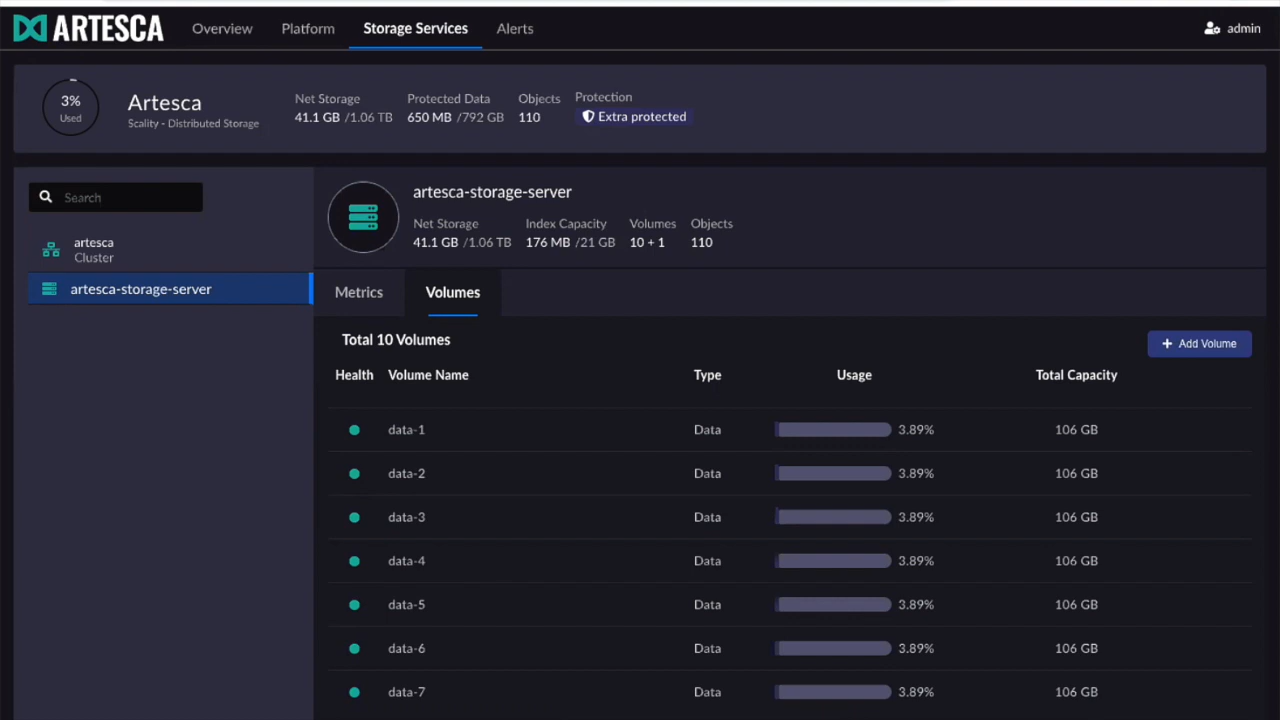 ARTESCA Overview Platform Storage Services Alerts admin
3% Used
Artesca
Scality - Distributed Storage
Net Storage Protected Data Objects Protection
41.1 GB /1.06 TB 650 MB /792 GB 110 Extra protected
Search
artesca
Cluster
artesca-storage-server
artesca-storage-server
Net Storage Index Capacity Volumes Objects
41.1 GB /1.06 TB 176 MB /21 GB 10 + 1 110
Metrics Volumes
Total 10 Volumes + Add Volume
Health Volume Name Type Usage Total Capacity
data-1 Data 3.89% 106 GB
data-2 Data 3.89% 106 GB
data-3 Data 3.89% 106 GB
data-4 Data 3.89% 106 GB
data-5 Data 3.89% 106 GB
data-6 Data 3.89% 106 GB
data-7 Data 3.89% 106 GB